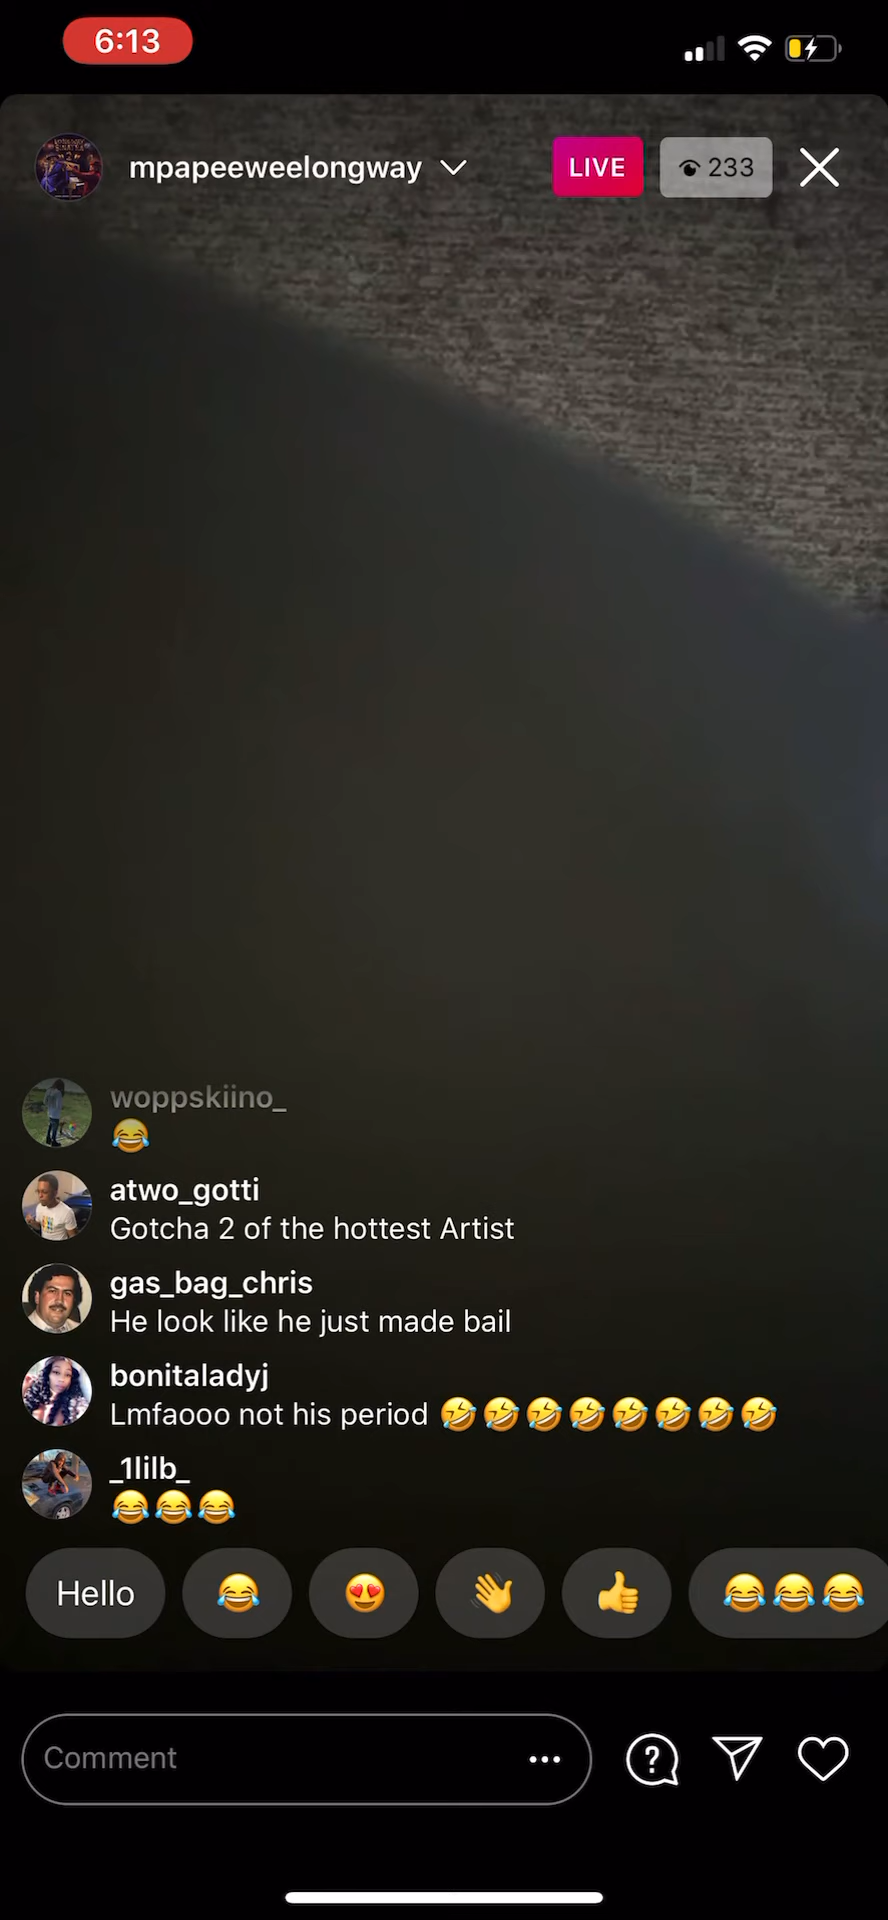 6:13
mpapeeweelongway
LIVE
233
woppskiino_
😂
atwo_gotti
Gotcha 2 of the hottest Artist
gas_bag_chris
He look like he just made bail
bonitaladyj
Lmfaooo not his period 🤣🤣🤣🤣🤣🤣🤣🤣
_1lilb_
😂😂😂
Hello 😂 😍 👋 👍 😂😂😂
Comment